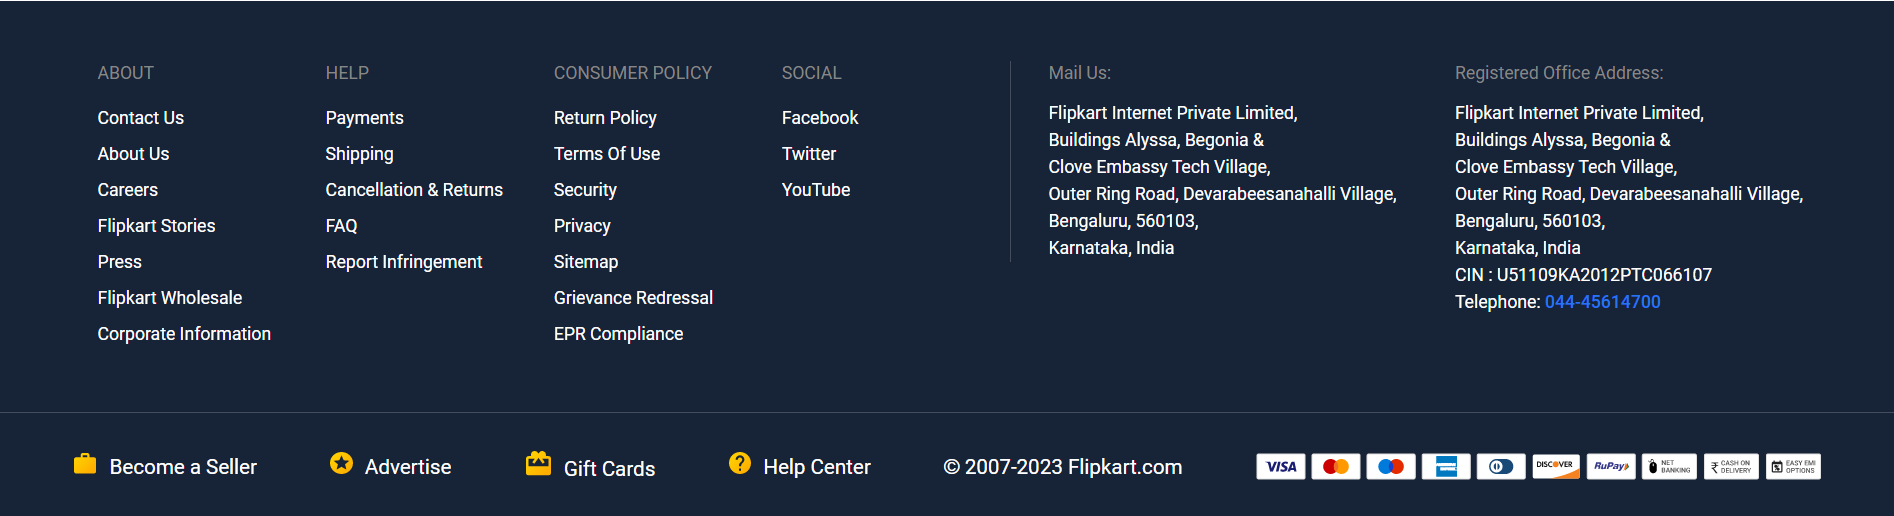 ABOUT
Contact Us
About Us
Careers
Flipkart Stories
Press
Flipkart Wholesale
Corporate Information
HELP
Payments
Shipping
Cancellation & Returns
FAQ
Report Infringement
CONSUMER POLICY
Return Policy
Terms Of Use
Security
Privacy
Sitemap
Grievance Redressal
EPR Compliance
SOCIAL
Facebook
Twitter
YouTube
Mail Us:
Flipkart Internet Private Limited,
Buildings Alyssa, Begonia &
Clove Embassy Tech Village,
Outer Ring Road, Devarabeesanahalli Village,
Bengaluru, 560103,
Karnataka, India
Registered Office Address:
Flipkart Internet Private Limited,
Buildings Alyssa, Begonia &
Clove Embassy Tech Village,
Outer Ring Road, Devarabeesanahalli Village,
Bengaluru, 560103,
Karnataka, India
CIN : U51109KA2012PTC066107
Telephone: 044-45614700
Become a Seller
Advertise
Gift Cards
Help Center
© 2007-2023 Flipkart.com
VISA
DISCOVER
RuPay
NET
BANKING
₹ CASH ON
DELIVERY
EASY EMI
OPTIONS